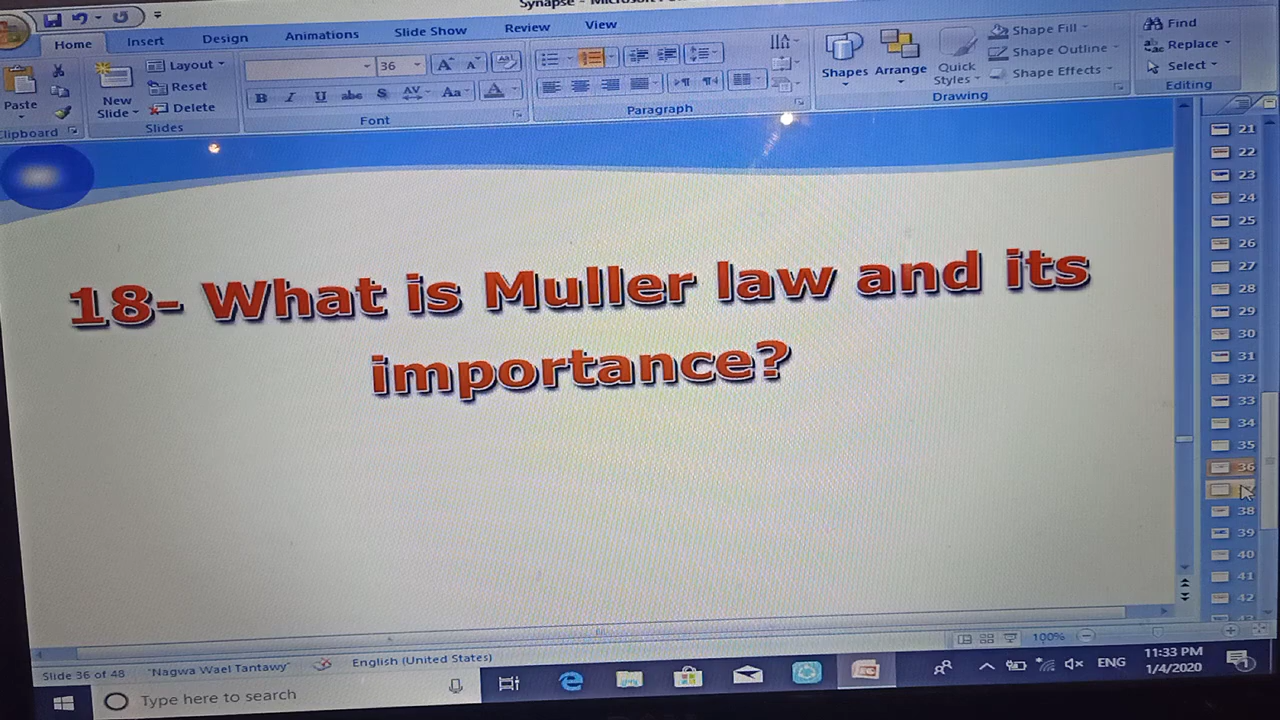 Synapse - Microsoft
Home Insert Design Animations Slide Show Review View
Paste
Clipboard
New
Slide
Layout
Reset
Delete
Slides
36
A A
B I U abc S AV Aa A
Font
Paragraph
Shapes Arrange Quick
Styles
Shape Fill
Shape Outline
Shape Effects
Drawing
Find
Replace
Select
Editing
18- What is Muller law and its
importance?
21
22
23
24
25
26
27
28
29
30
31
32
33
34
35
36
38
39
40
41
42
Slide 36 of 48 "Nagwa Wael Tantawy" English (United States) 100%
Type here to search
ENG
11:33 PM
1/4/2020
1